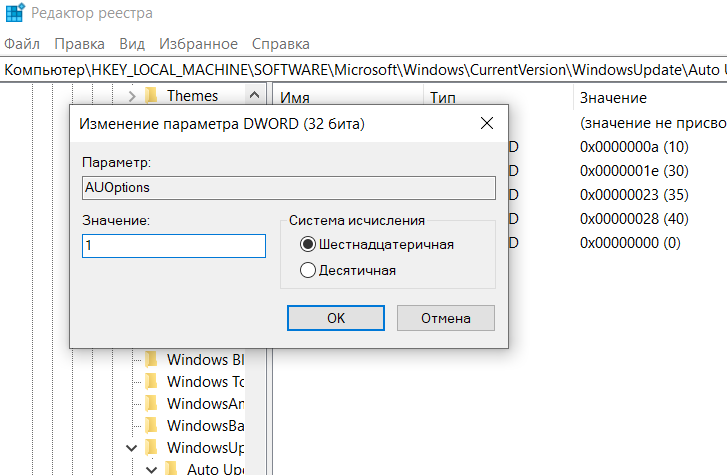 Редактор реестра
Файл Правка Вид Избранное Справка
Компьютер\HKEY_LOCAL_MACHINE\SOFTWARE\Microsoft\Windows\CurrentVersion\WindowsUpdate\Auto U
Themes
Имя Тип Значение
(значение не присво
D 0x0000000a (10)
D 0x0000001e (30)
D 0x00000023 (35)
D 0x00000028 (40)
D 0x00000000 (0)
Изменение параметра DWORD (32 бита)
Параметр:
AUOptions
Значение:
1
Система исчисления
Шестнадцатеричная
Десятичная
OK Отмена
Windows Bl
Windows To
WindowsAn
WindowsBa
WindowsUp
Auto Upd